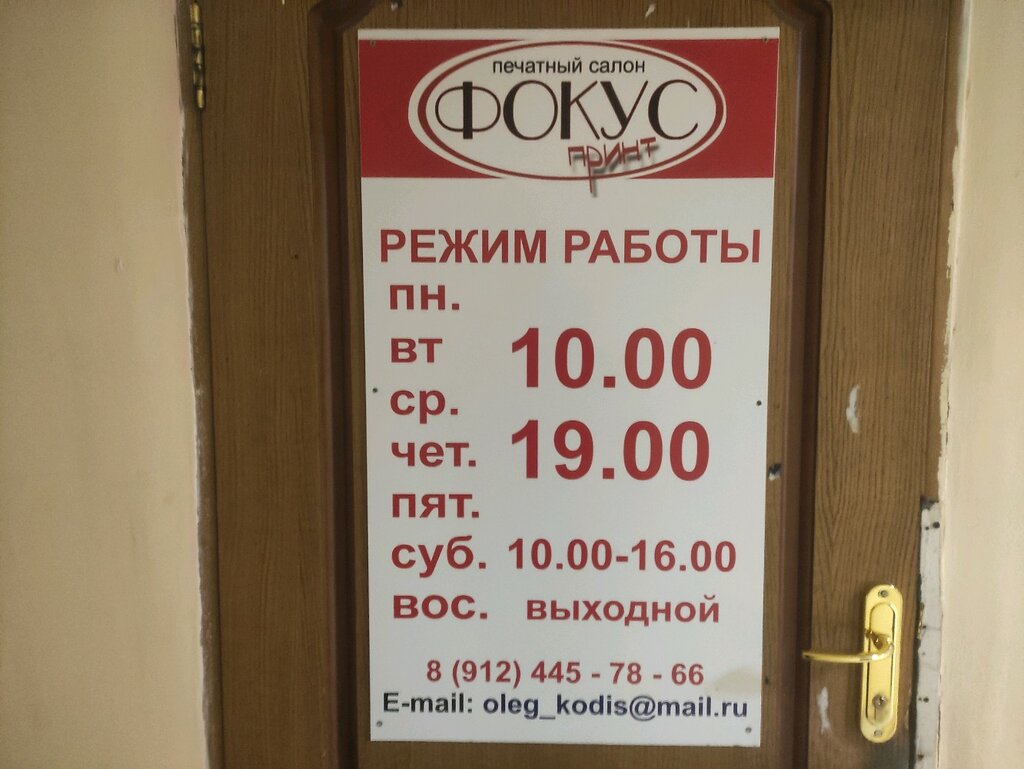 печатный салон
ФОКУС
принт
РЕЖИМ РАБОТЫ
пн.
вт
10.00
ср.
чет.
19.00
пят.
суб. 10.00-16.00
вос. выходной
8 (912) 445 - 78 - 66
E-mail: oleg_kodis@mail.ru